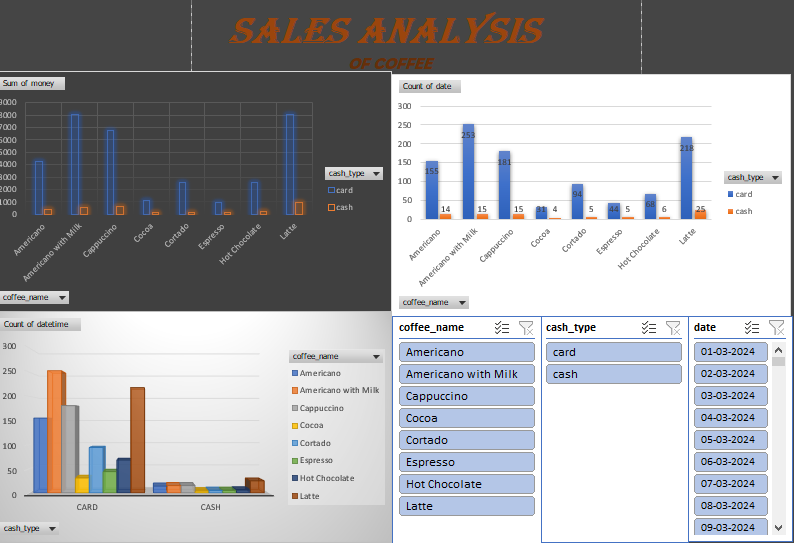 SALES ANALYSIS
OF COFFEE
Sum of money
9000
8000
7000
6000
5000
4000
3000
2000
1000
0
Americano
Americano with Milk
Cappuccino
Cocoa
Cortado
Espresso
Hot Chocolate
Latte
cash_type
card
cash
coffee_name
Count of date
300
250
200
150
100
50
0
155
14
253
15
181
15
31
4
94
5
44
5
68
6
218
25
Americano
Americano with Milk
Cappuccino
Cocoa
Cortado
Espresso
Hot Chocolate
Latte
cash_type
card
cash
coffee_name
Count of datetime
300
250
200
150
100
50
0
CARD
CASH
coffee_name
Americano
Americano with Milk
Cappuccino
Cocoa
Cortado
Espresso
Hot Chocolate
Latte
cash_type
coffee_name
Americano
Americano with Milk
Cappuccino
Cocoa
Cortado
Espresso
Hot Chocolate
Latte
cash_type
card
cash
date
01-03-2024
02-03-2024
03-03-2024
04-03-2024
05-03-2024
06-03-2024
07-03-2024
08-03-2024
09-03-2024